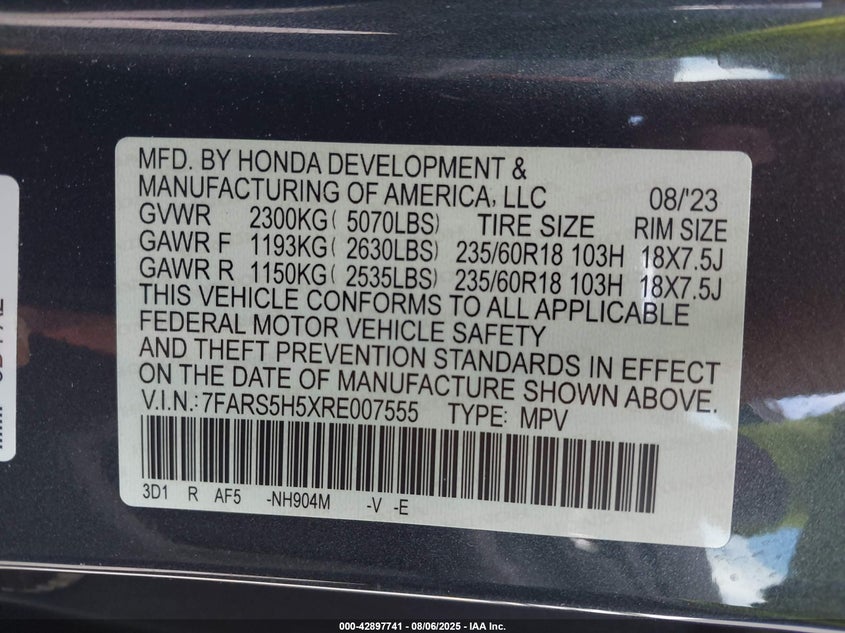 MFD. BY HONDA DEVELOPMENT &
MANUFACTURING OF AMERICA, LLC 08/'23
GVWR 2300KG( 5070LBS) TIRE SIZE RIM SIZE
GAWR F 1193KG( 2630LBS) 235/60R18 103H 18X7.5J
GAWR R 1150KG( 2535LBS) 235/60R18 103H 18X7.5J
THIS VEHICLE CONFORMS TO ALL APPLICABLE
FEDERAL MOTOR VEHICLE SAFETY
AND THEFT PREVENTION STANDARDS IN EFFECT
ON THE DATE OF MANUFACTURE SHOWN ABOVE.
V.I.N.:7FARS5H5XRE007555 TYPE: MPV
3D1 R AF5 -NH904M -V -E
000-42897741 - 08/06/2025 - IAA Inc.